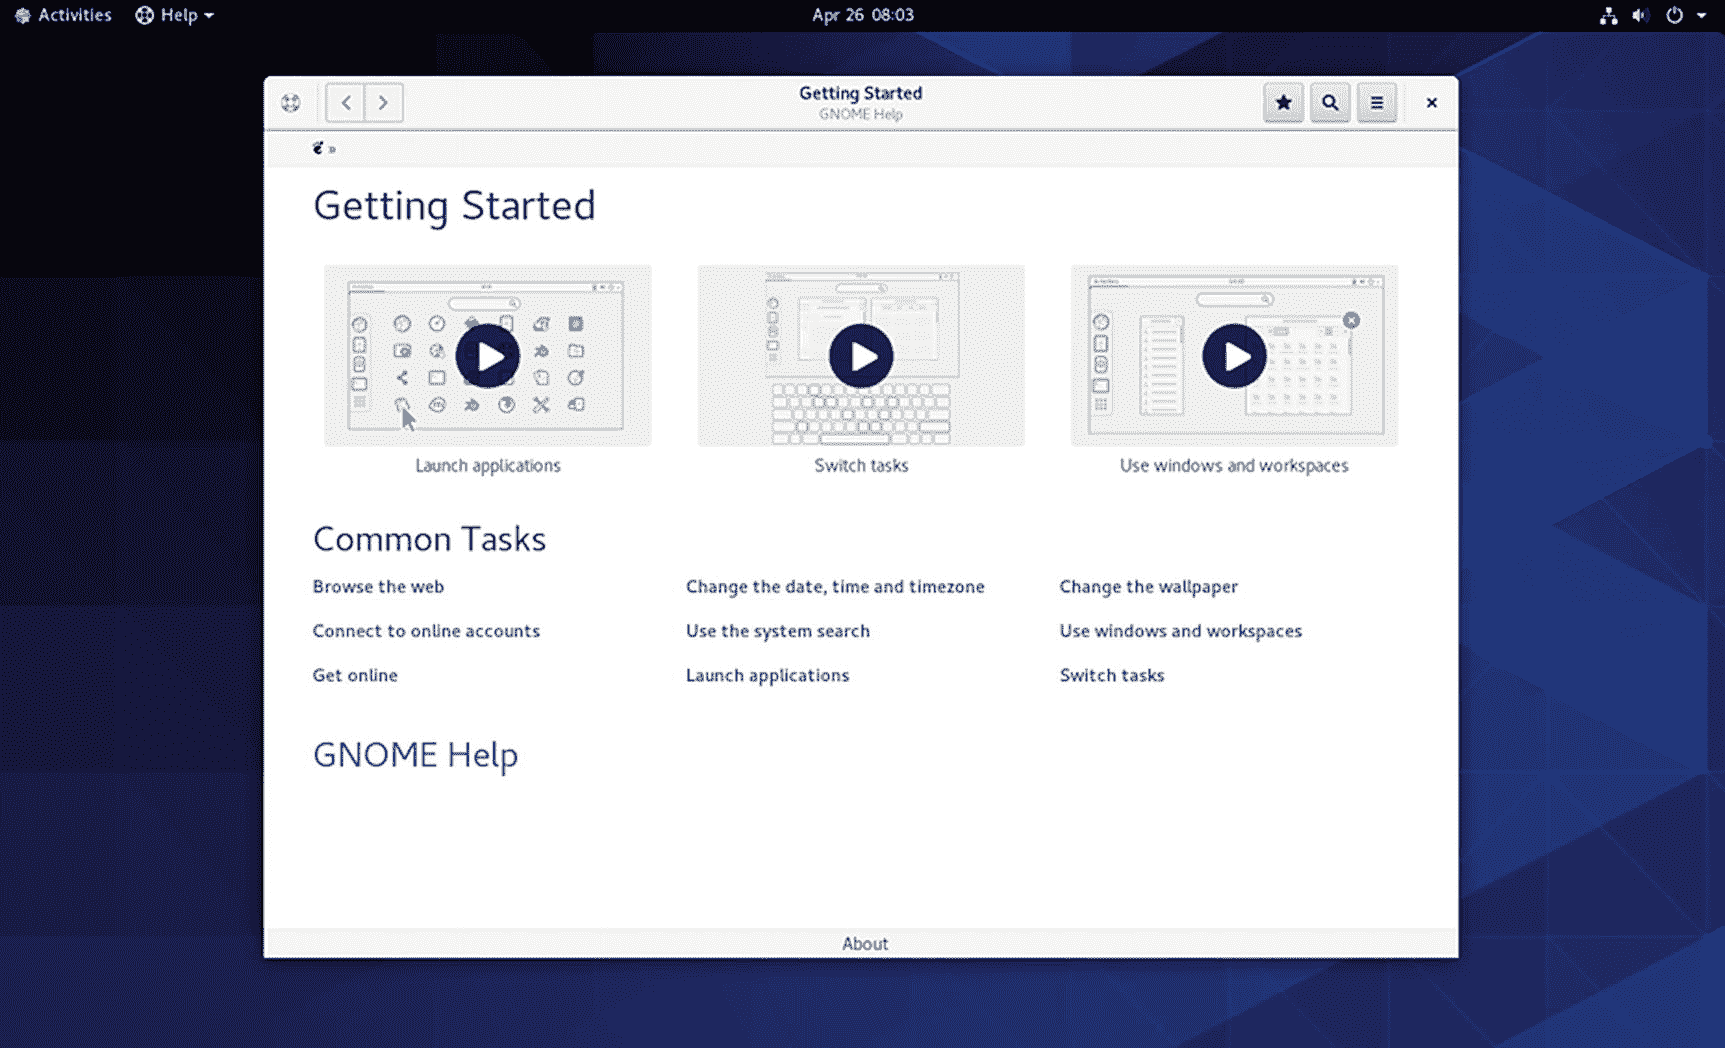 Activities Help Apr 26 08:03
Getting Started
GNOME Help
»
Getting Started
Launch applications Switch tasks Use windows and workspaces
Common Tasks
Browse the web Change the date, time and timezone Change the wallpaper
Connect to online accounts Use the system search Use windows and workspaces
Get online Launch applications Switch tasks
GNOME Help
About